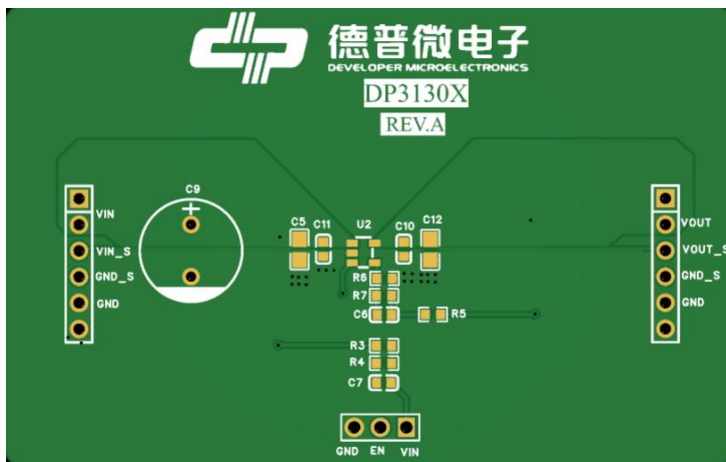 德普微电子
DEVELOPER MICROELECTRONICS
DP3130X
REV.A
C9
VIN
VIN_S
GND_S
GND
C5
C11
U2
C10
C12
R6
R7
C6
R5
R3
R4
C7
VOUT
VOUT_S
GND_S
GND
GND EN VIN